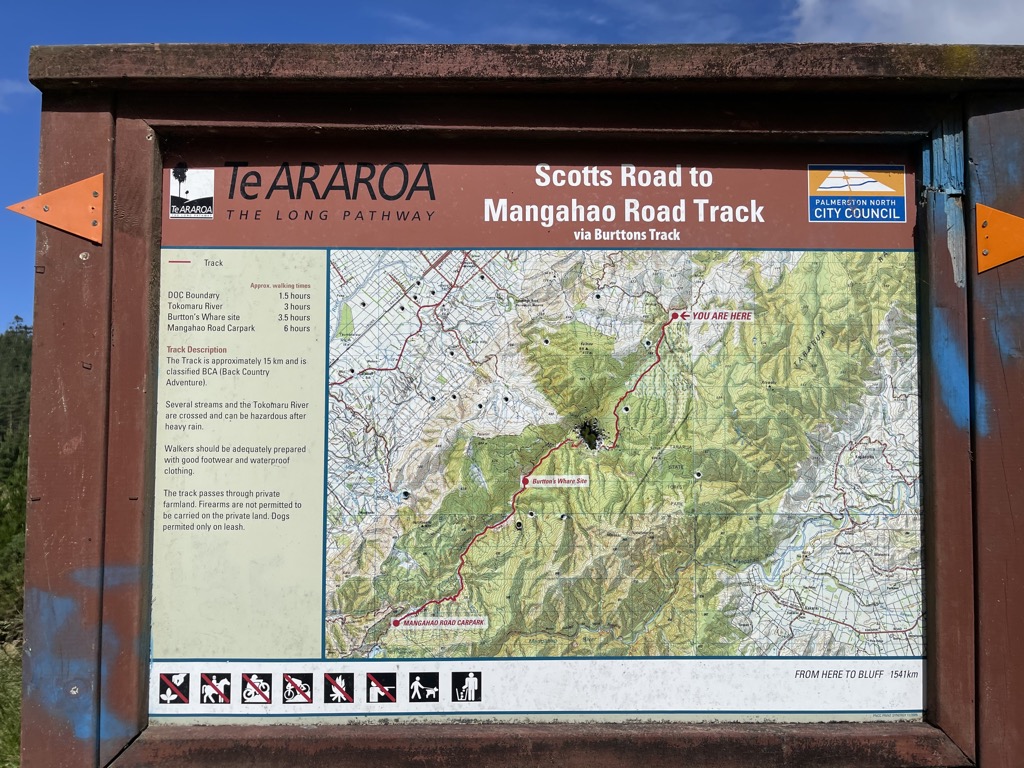 Te ARAROA
Te ARAROA
THE LONG PATHWAY
Scotts Road to
Mangahao Road Track
via Burttons Track
PALMERSTON NORTH
CITY COUNCIL
Track
Approx. walking times
DOC Boundary 1.5 hours
Tokomaru River 3 hours
Burtton's Whare site 3.5 hours
Mangahao Road Carpark 6 hours
Track Description
The Track is approximately 15 km and is
classified BCA (Back Country
Adventure).
Several streams and the Tokomaru River
are crossed and can be hazardous after
heavy rain.
Walkers should be adequately prepared
with good footwear and waterproof
clothing.
The track passes through private
farmland. Firearms are not permitted to
be carried on the private land. Dogs
permited only on leash.
YOU ARE HERE
Burtton's Whare Site
MANGAHAO ROAD CARPARK
FROM HERE TO BLUFF 1541km